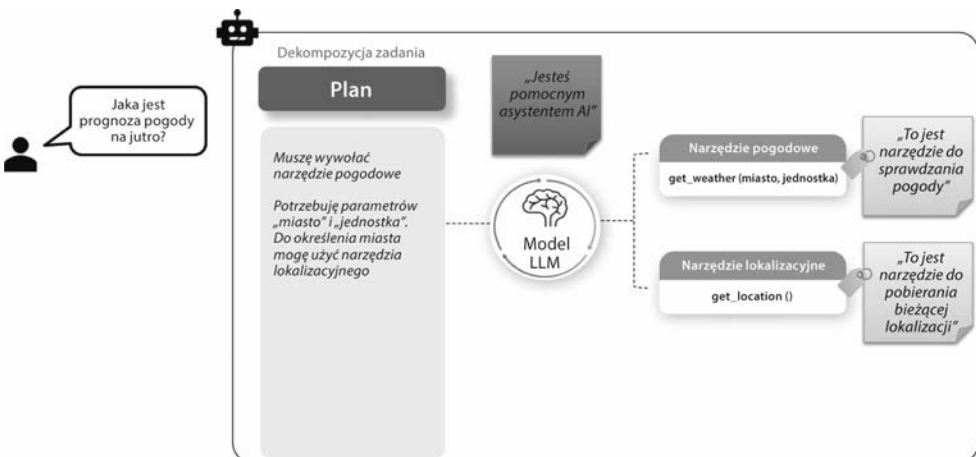 Jaka jest
prognoza pogody
na jutro?
Dekompozycja zadania
Plan
Muszę wywołać
narzędzie pogodowe
Potrzebuję parametrów
„miasto” i „jednostka”.
Do określenia miasta
mogę użyć narzędzia
lokalizacyjnego
„Jesteś
pomocnym
asystentem AI”
Model
LLM
Narzędzie pogodowe
get_weather (miasto, jednostka)
„To jest
narzędzie do
sprawdzania
pogody”
Narzędzie lokalizacyjne
get_location ()
„To jest
narzędzie do
pobierania
bieżącej
lokalizacji”